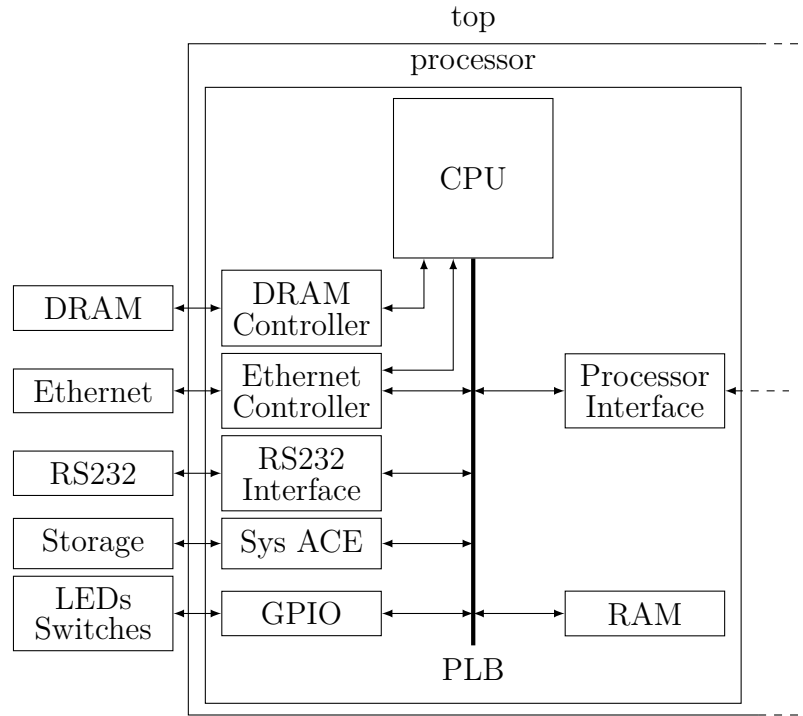 top
processor
CPU
DRAM
DRAM
Controller
Ethernet
Ethernet
Controller
Processor
Interface
RS232
RS232
Interface
Storage
Sys ACE
LEDs
Switches
GPIO
RAM
PLB